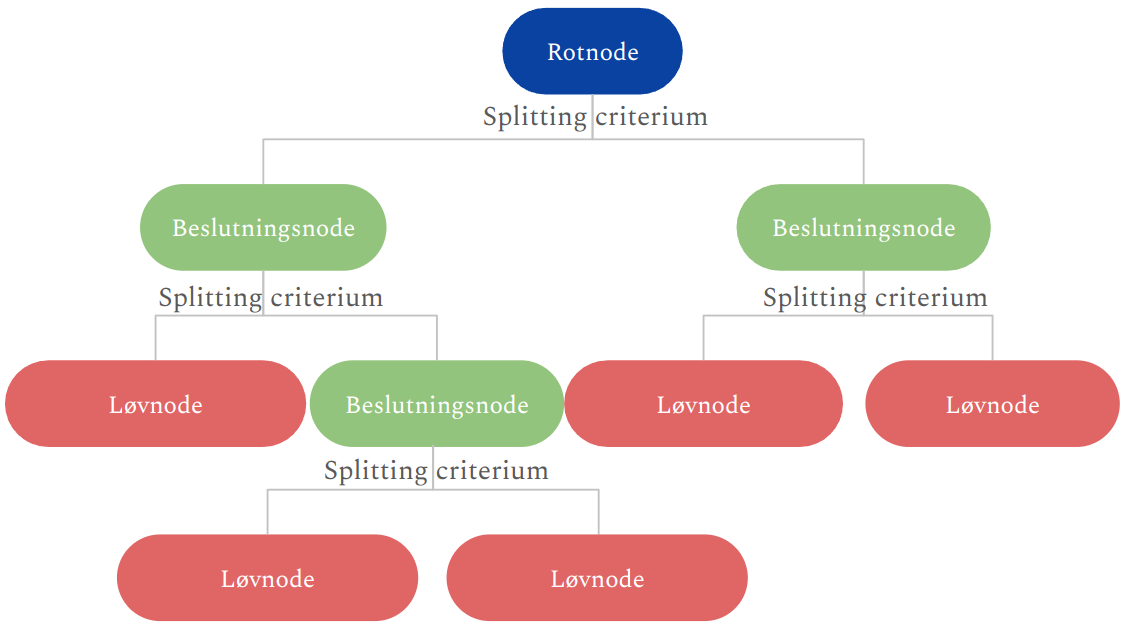 Rotnode
Splitting criterium
Beslutningsnode
Beslutningsnode
Splitting criterium
Splitting criterium
Løvnode
Beslutningsnode
Løvnode
Løvnode
Splitting criterium
Løvnode
Løvnode